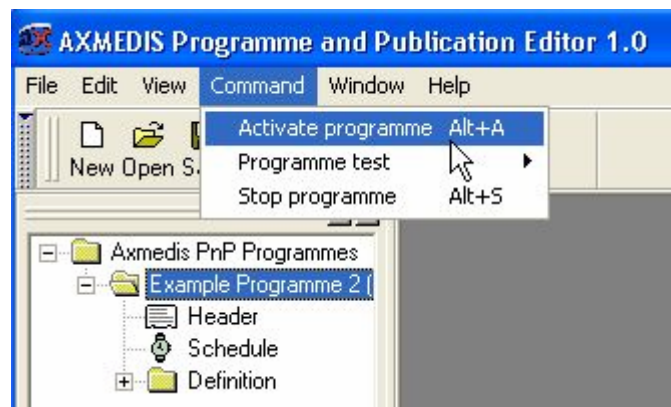 AXMEDIS Programme and Publication Editor 1.0
File Edit View Command Window Help
New Open
Activate programme Alt+A
Programme test
Stop programme Alt+S
Axmedis PnP Programmes
Example Programme 2 (
Header
Schedule
Definition